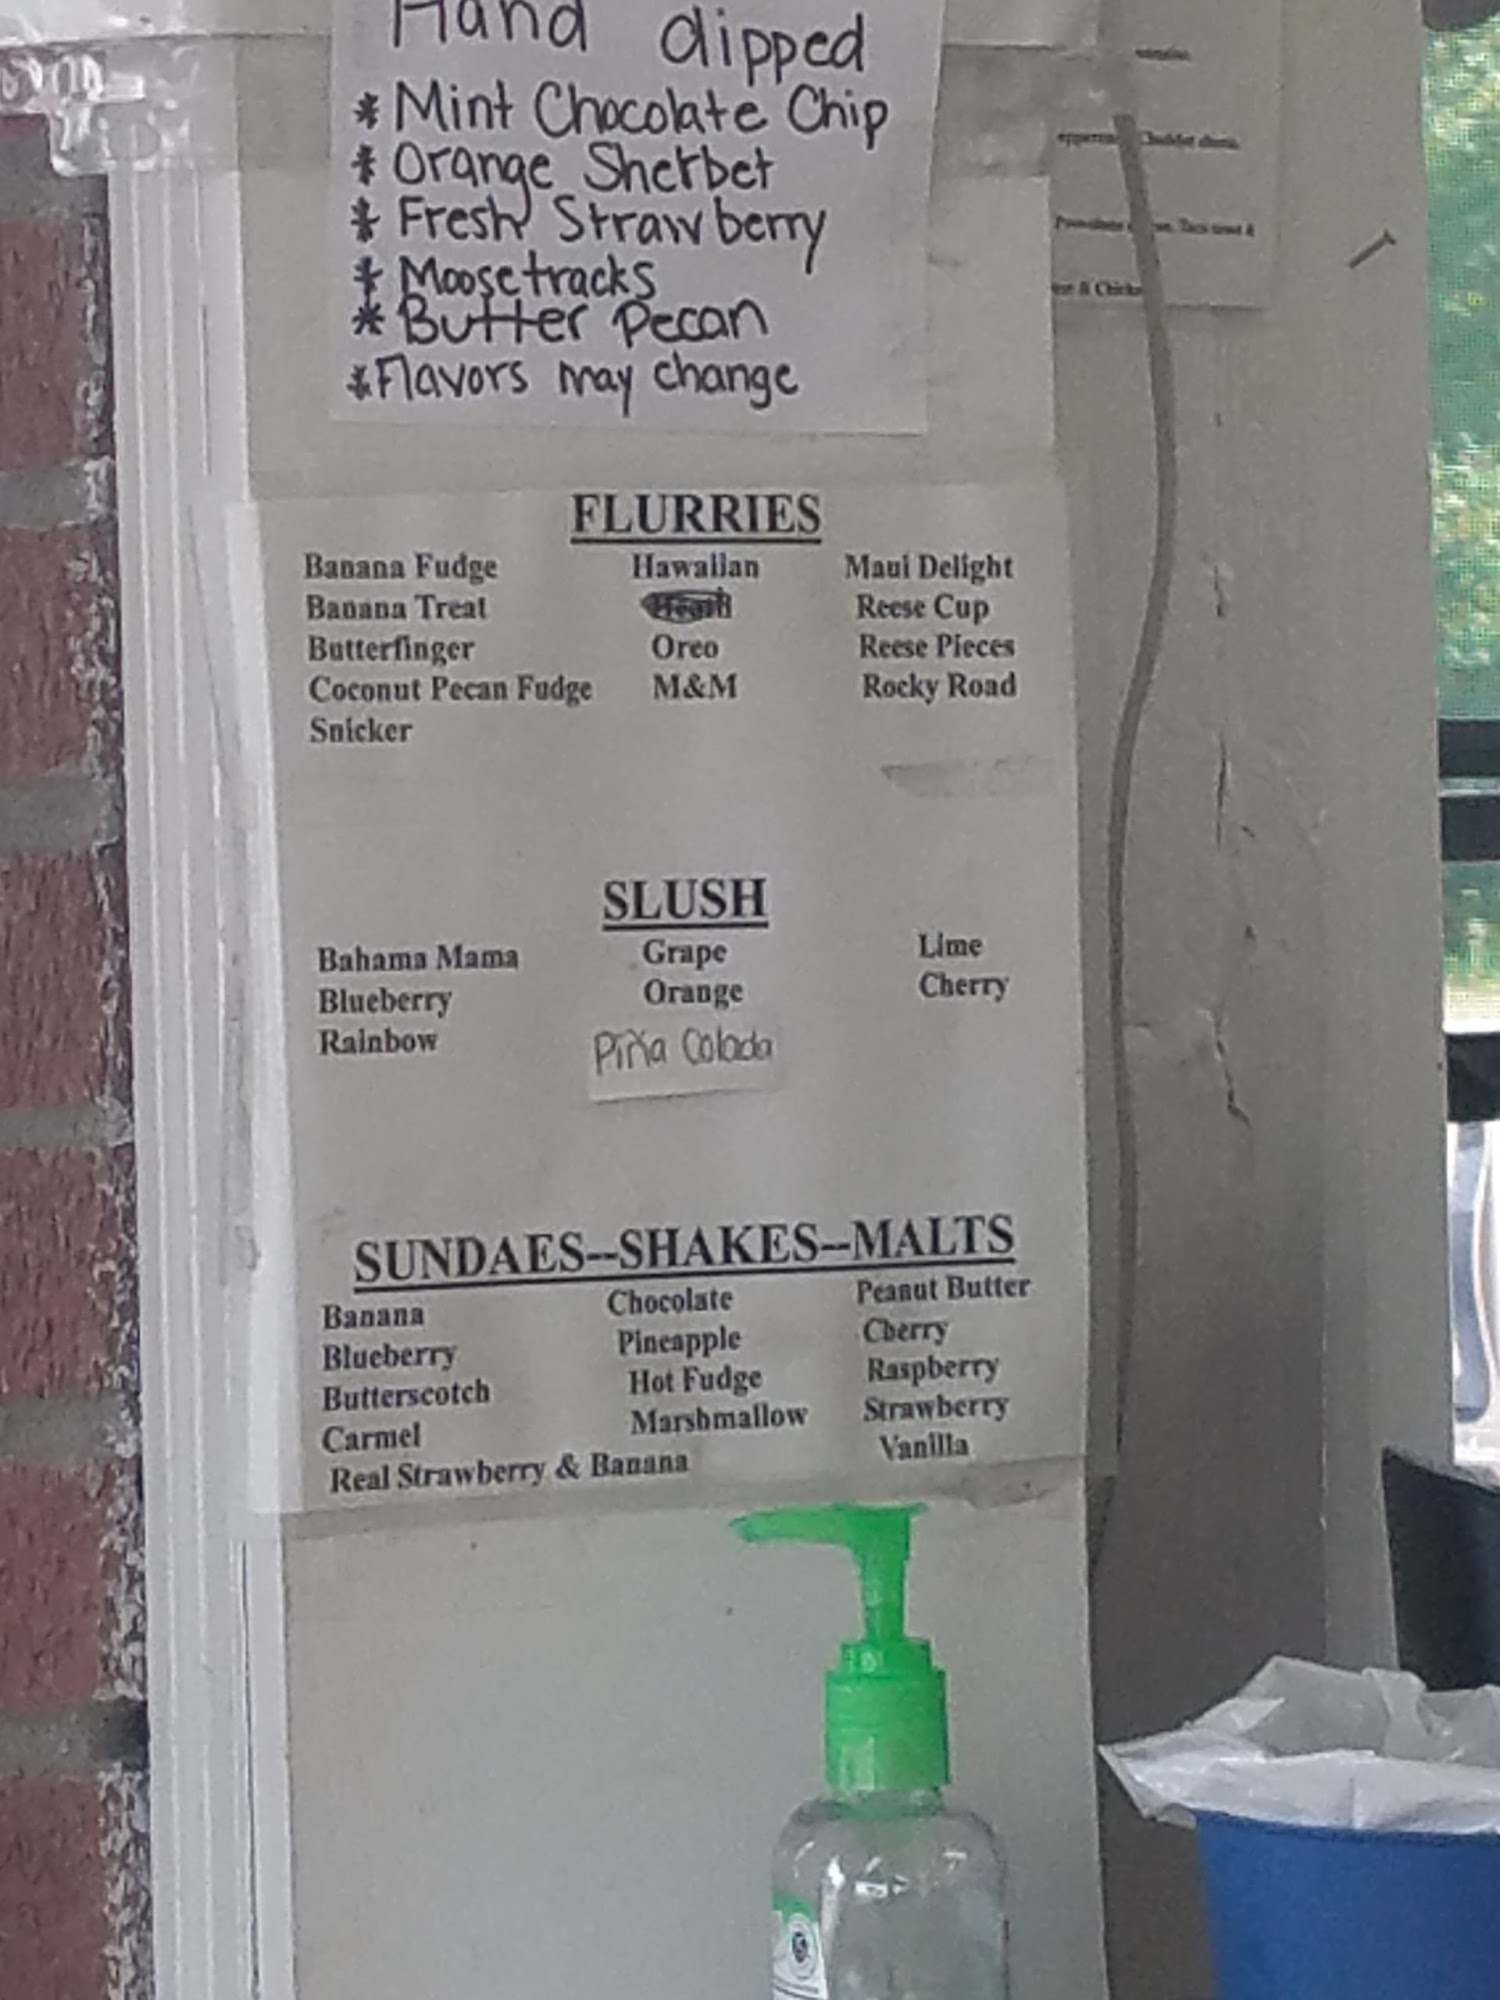 Hand dipped
* Mint Chocolate Chip
* Orange Sherbet
* Fresh Strawberry
* Moosetracks
* Butter Pecan
*Flavors may change
Cheddar cheese,
FLURRIES
Banana Fudge Hawaiian Maui Delight
Banana Treat Reese Cup
Butterfinger Oreo Reese Pieces
Coconut Pecan Fudge M&M Rocky Road
Snicker
SLUSH
Bahama Mama Grape Lime
Blueberry Orange Cherry
Rainbow Piña Colada
SUNDAES--SHAKES--MALTS
Banana Chocolate Peanut Butter
Blueberry Pineapple Cherry
Butterscotch Hot Fudge Raspberry
Carmel Marshmallow Strawberry
Real Strawberry & Banana Vanilla